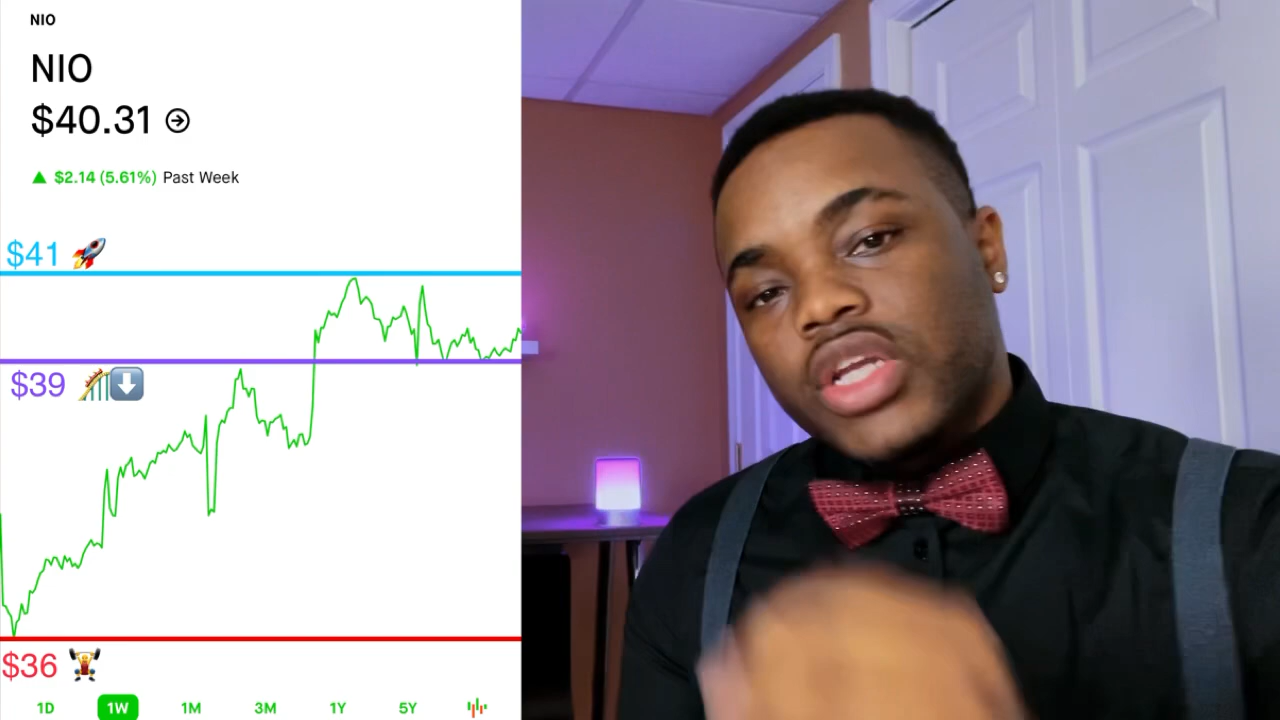 NIO
NIO
$40.31
$2.14 (5.61%) Past Week
$41
$39
$36
1D 1W 1M 3M 1Y 5Y